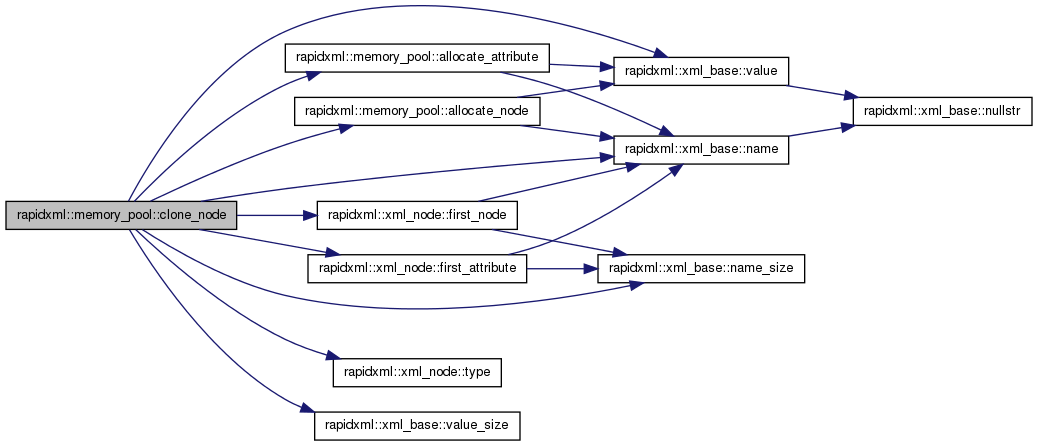 rapidxml::memory_pool::clone_node
rapidxml::memory_pool::allocate_attribute
rapidxml::memory_pool::allocate_node
rapidxml::xml_node::first_node
rapidxml::xml_node::first_attribute
rapidxml::xml_node::type
rapidxml::xml_base::value_size
rapidxml::xml_base::value
rapidxml::xml_base::name
rapidxml::xml_base::name_size
rapidxml::xml_base::nullstr